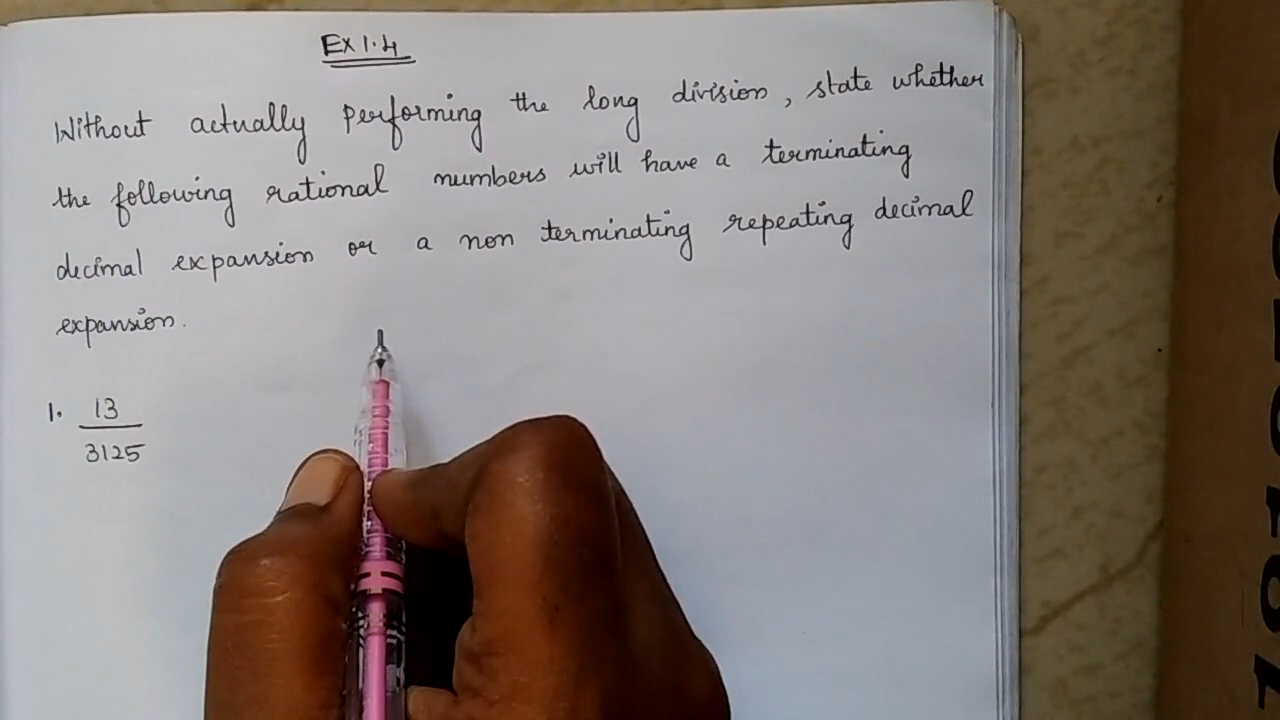 Ex 1.4
Without actually performing the long division, state whether
the following rational numbers will have a terminating
decimal expansion or a non terminating repeating decimal
expansion.
1. 13
3125